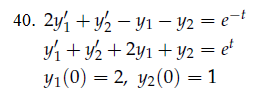 40. 2y₁′ + y₂′ − y₁ − y₂ = e⁻ᵗ
y₁′ + y₂′ + 2y₁ + y₂ = eᵗ
y₁(0) = 2, y₂(0) = 1